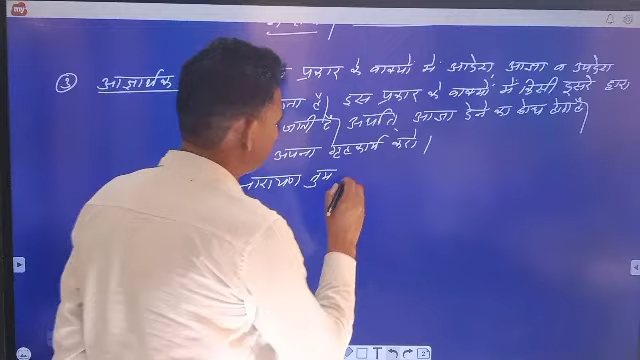 ③ आज्ञार्थक प्रकार के वाक्यों में आदेश आज्ञा व उपदेश
है। इस प्रकार के वाक्यों में किसी दूसरे द्वारा
जाती है। अर्थात् आज्ञा देने का बोध होता है।
अपना गृहकार्य करो।
नारायण तुम